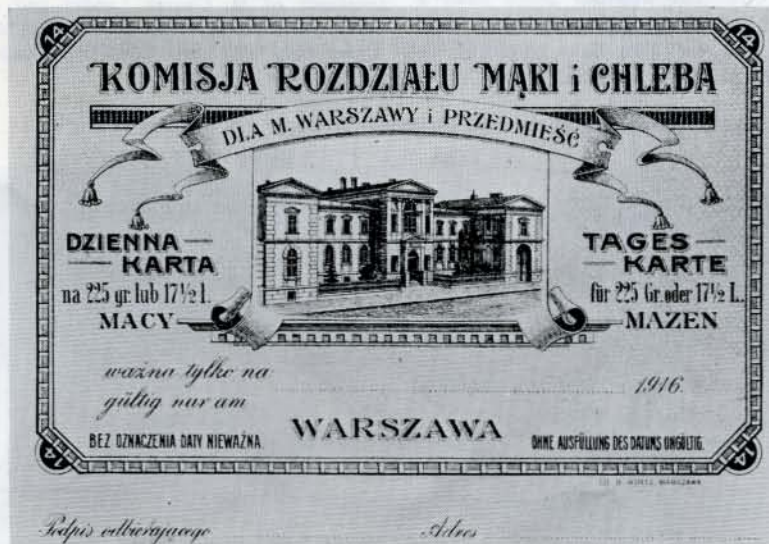 14 14
KOMISJA ROZDZIAŁU MĄKI i CHLEBA
DLA M. WARSZAWY i PRZEDMIEŚĆ
DZIENNA
KARTA
na 225 gr. lub 17½ ł.
MACY
TAGES
KARTE
für 225 Gr. oder 17½ L.
MAZEN
ważna tylko na
gültig nur am
1916.
BEZ OZNACZENIA DATY NIEWAŻNA.
WARSZAWA
OHNE AUSFÜLLUNG DES DATUMS UNGÜLTIG.
14 14
WARSZAWA
Podpis odbierającego
Adres